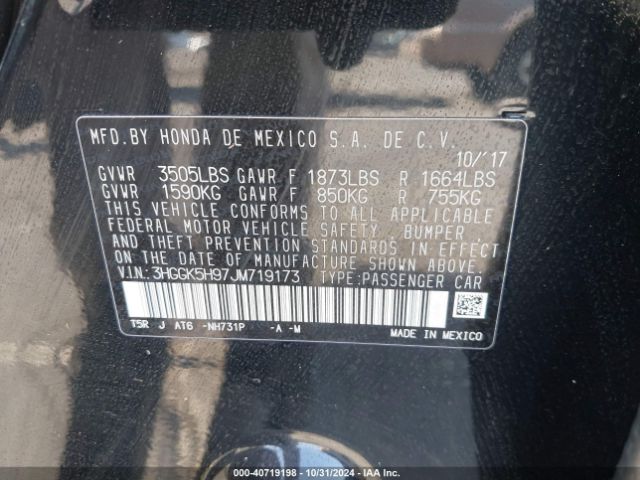 MFD. BY HONDA DE MEXICO S.A. DE C.V.
10/'17
GVWR 3505LBS GAWR F 1873LBS R 1664LBS
GVWR 1590KG GAWR F 850KG R 755KG
THIS VEHICLE CONFORMS TO ALL APPLICABLE
FEDERAL MOTOR VEHICLE SAFETY, BUMPER
AND THEFT PREVENTION STANDARDS IN EFFECT
ON THE DATE OF MANUFACTURE SHOWN ABOVE.
V.I.N.: 3HGGK5H97JM719173 TYPE:PASSENGER CAR
T5R J AT6 -NH731P -A -M MADE IN MEXICO
000-40719198 - 10/31/2024 - IAAI.COM